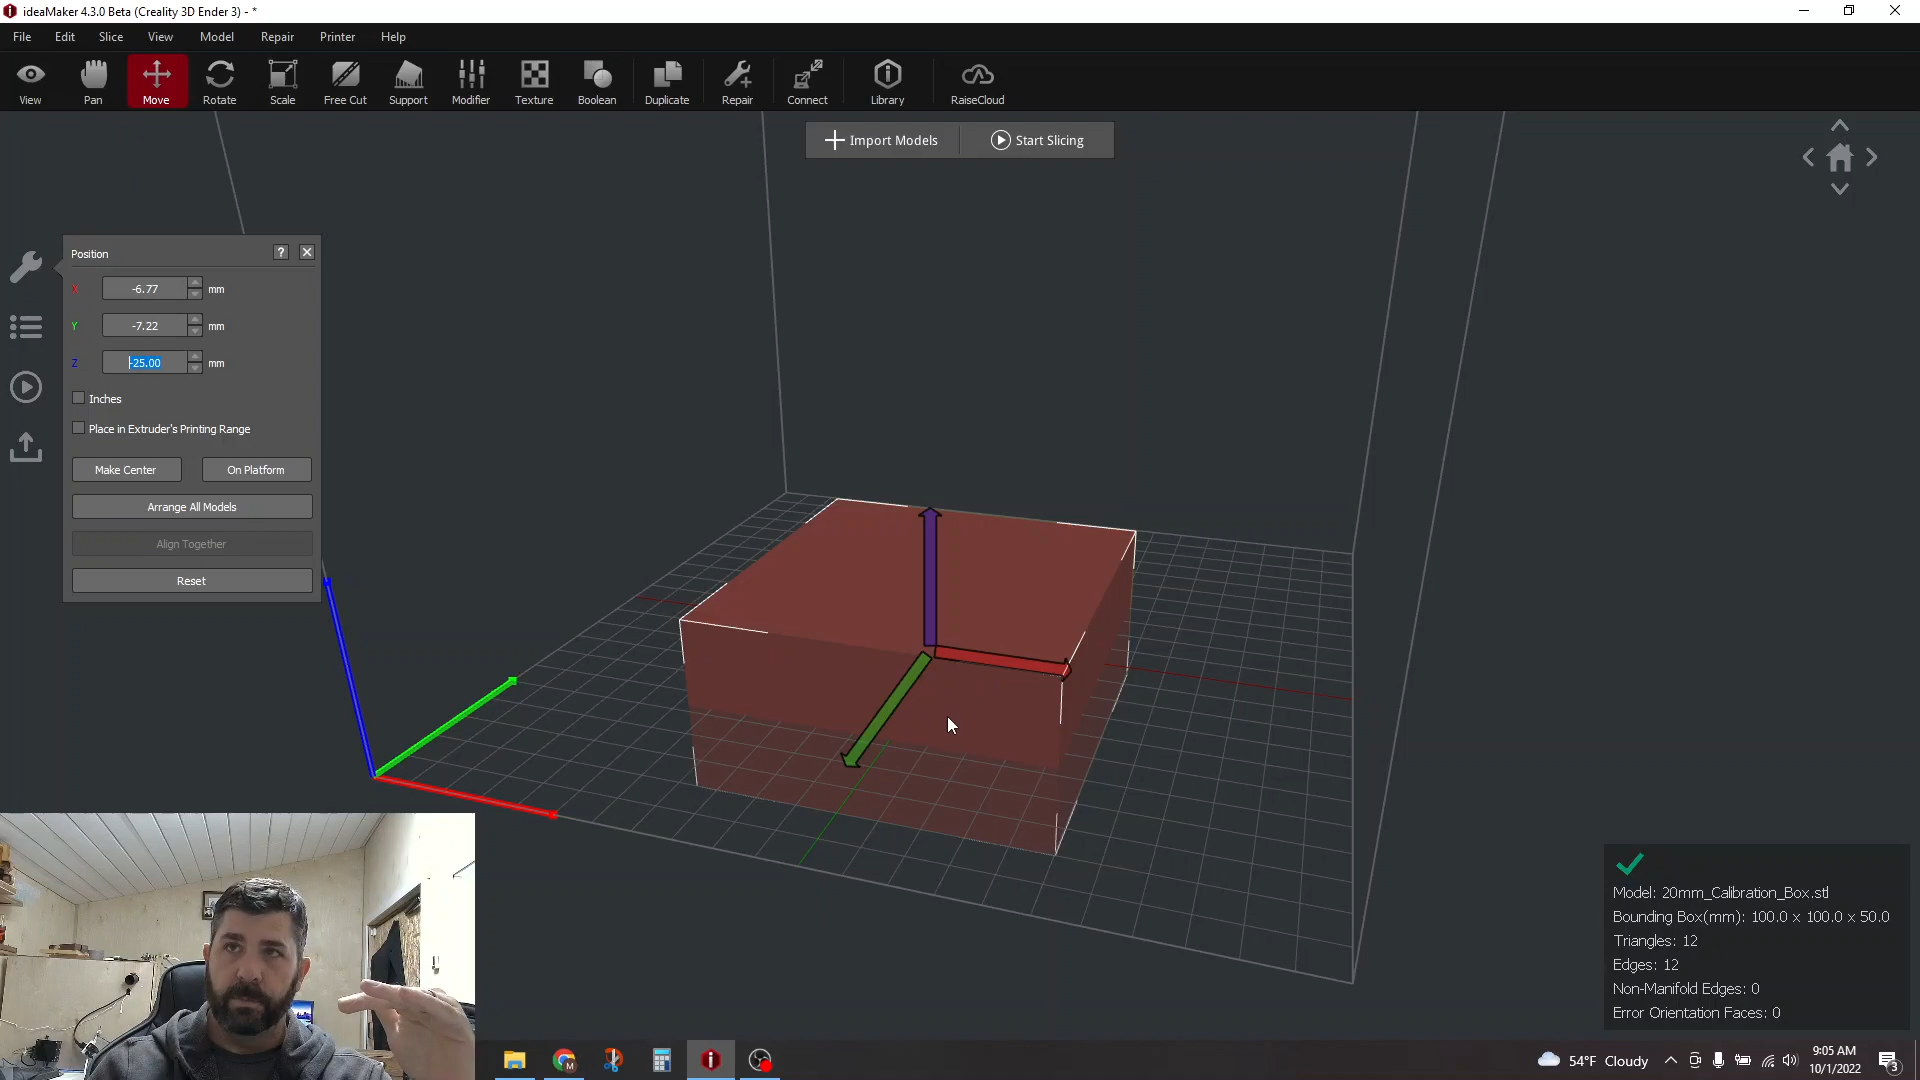 ideaMaker 4.3.0 Beta (Creality 3D Ender 3) - *
File Edit Slice View Model Repair Printer Help
View Pan Move Rotate Scale Free Cut Support Modifier Texture Boolean Duplicate Repair Connect Library RaiseCloud
Import Models Start Slicing
Position ?
X -6.77 mm
Y -7.22 mm
Z -25.00 mm
Inches
Place in Extruder's Printing Range
Make Center On Platform
Arrange All Models
Align Together
Reset
Model: 20mm_Calibration_Box.stl
Bounding Box(mm): 100.0 x 100.0 x 50.0
Triangles: 12
Edges: 12
Non-Manifold Edges: 0
Error Orientation Faces: 0
M
54°F Cloudy
9:05 AM
10/1/2022
3